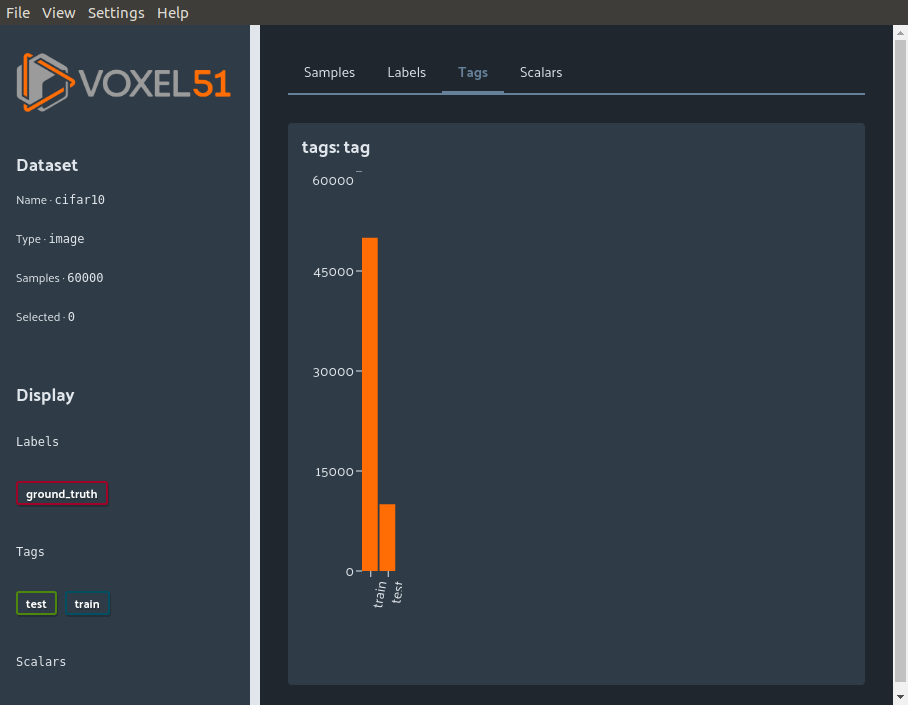 File View Settings Help
VOXEL51
Dataset
Name · cifar10
Type · image
Samples · 60000
Selected · 0
Display
Labels
ground_truth
Tags
test train
Scalars
Samples Labels Tags Scalars
tags: tag
60000
45000
30000
15000
0
train
test